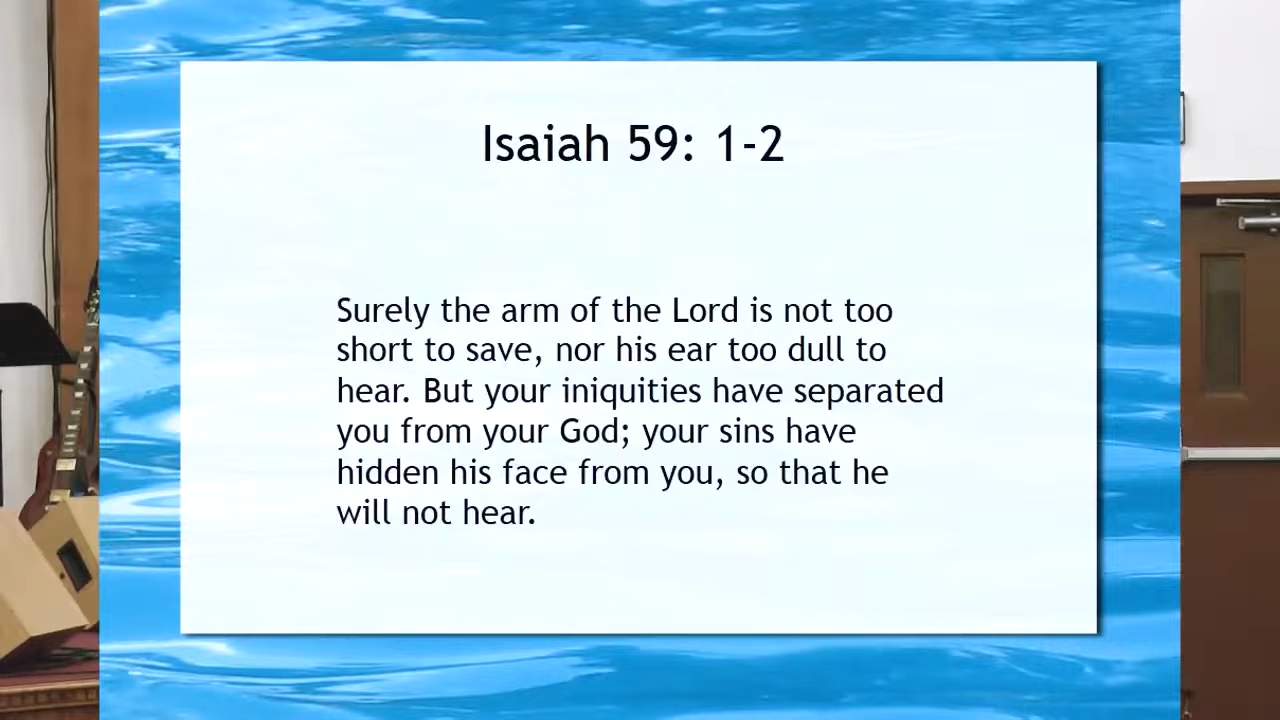 Isaiah 59: 1-2
Surely the arm of the Lord is not too
short to save, nor his ear too dull to
hear. But your iniquities have separated
you from your God; your sins have
hidden his face from you, so that he
will not hear.